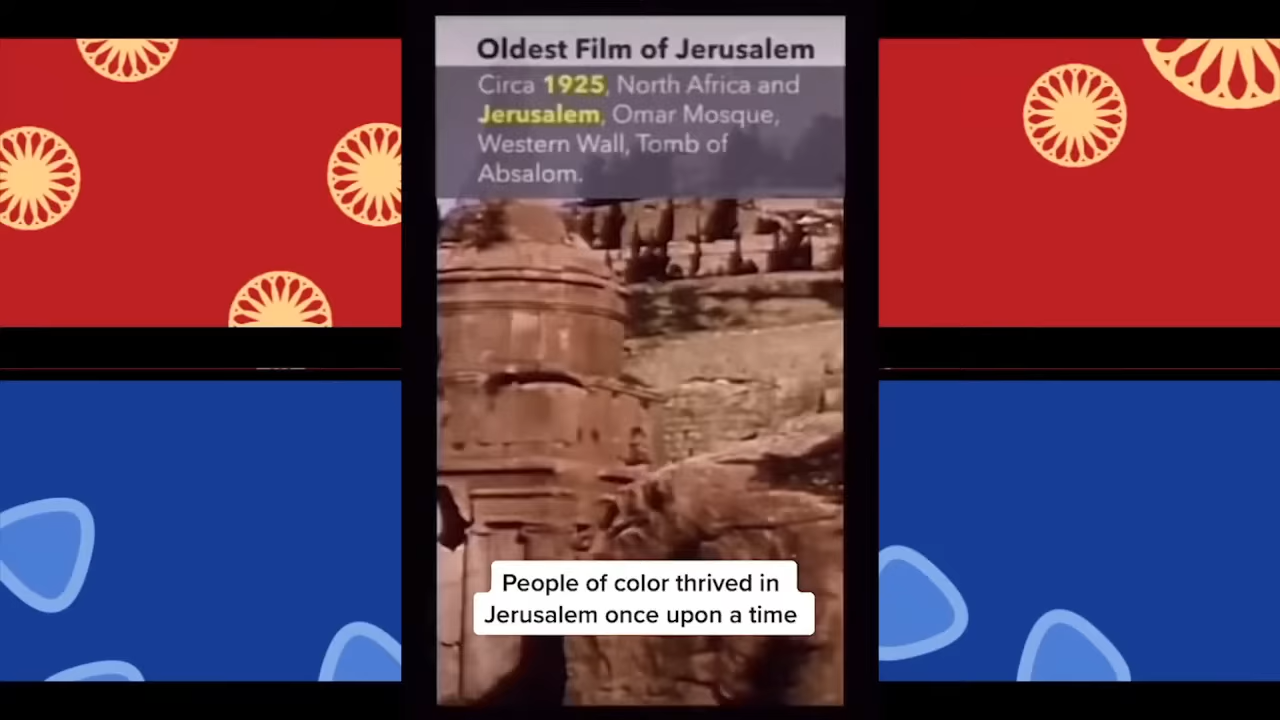 Oldest Film of Jerusalem
Circa 1925, North Africa and
Jerusalem, Omar Mosque,
Western Wall, Tomb of
Absalom.
People of color thrived in
Jerusalem once upon a time